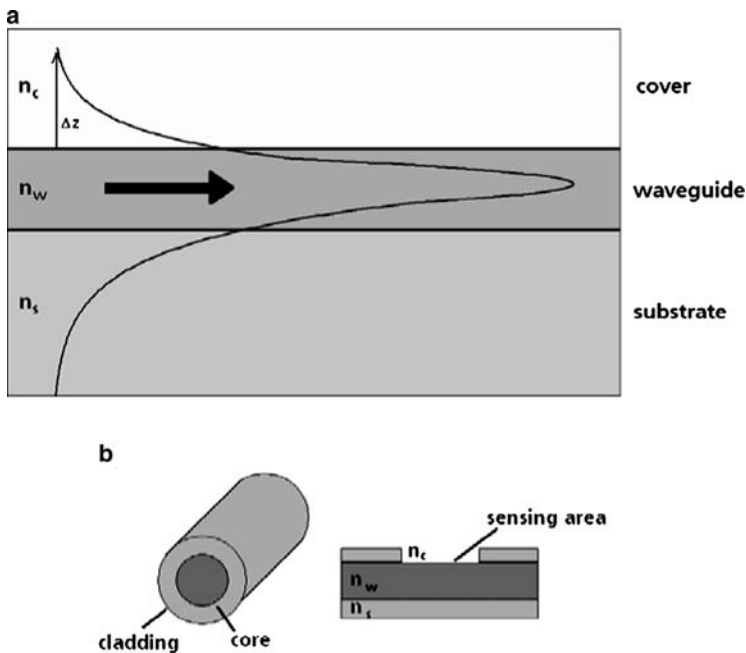 a
n_c
Δz
cover
n_w
waveguide
n_s
substrate
b
sensing area
n_c
n_w
n_s
cladding
core